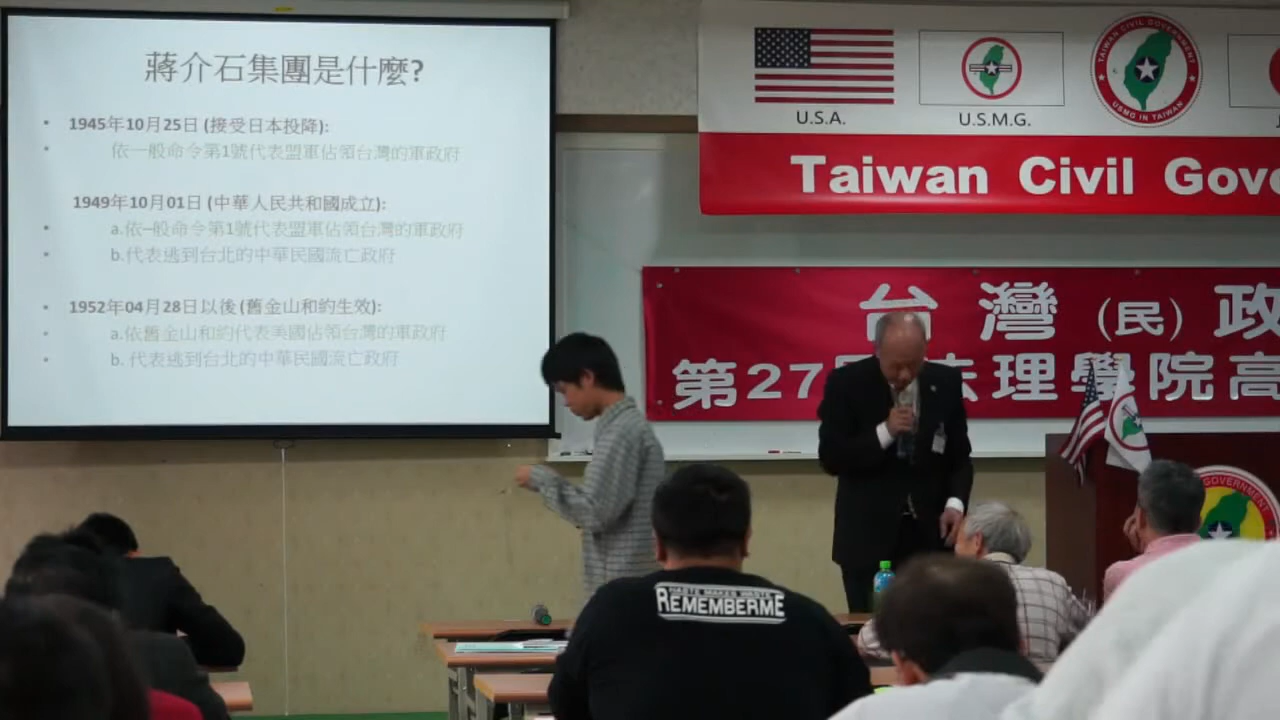 蔣介石集團是什麼?
• 1945年10月25日 (接受日本投降):
• 依一般命令第1號代表盟軍佔領台灣的軍政府
1949年10月01日 (中華人民共和國成立):
• a.依一般命令第1號代表盟軍佔領台灣的軍政府
• b.代表逃到台北的中華民國流亡政府
• 1952年04月28日以後 (舊金山和約生效):
• a.依舊金山和約代表美國佔領台灣的軍政府
• b. 代表逃到台北的中華民國流亡政府
U.S.A.
U.S.M.G.
TAIWAN CIVIL GOVERNMENT
USMG IN TAIWAN
Taiwan Civil Gove
台灣（民）政
第27 法理學院高
WASTE MAKES WASTE
REMEMBERME
GOVERNMENT